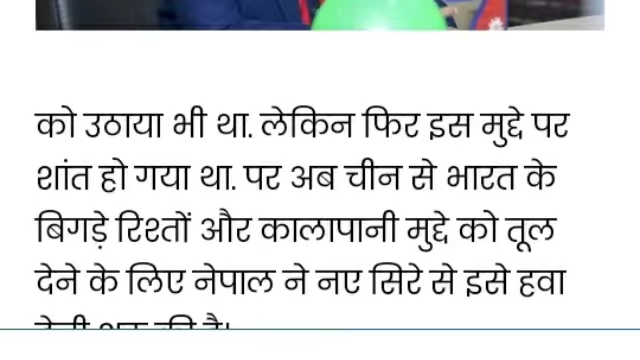 को उठाया भी था. लेकिन फिर इस मुद्दे पर
शांत हो गया था. पर अब चीन से भारत के
बिगड़े रिश्तों और कालापानी मुद्दे को तूल
देने के लिए नेपाल ने नए सिरे से इसे हवा